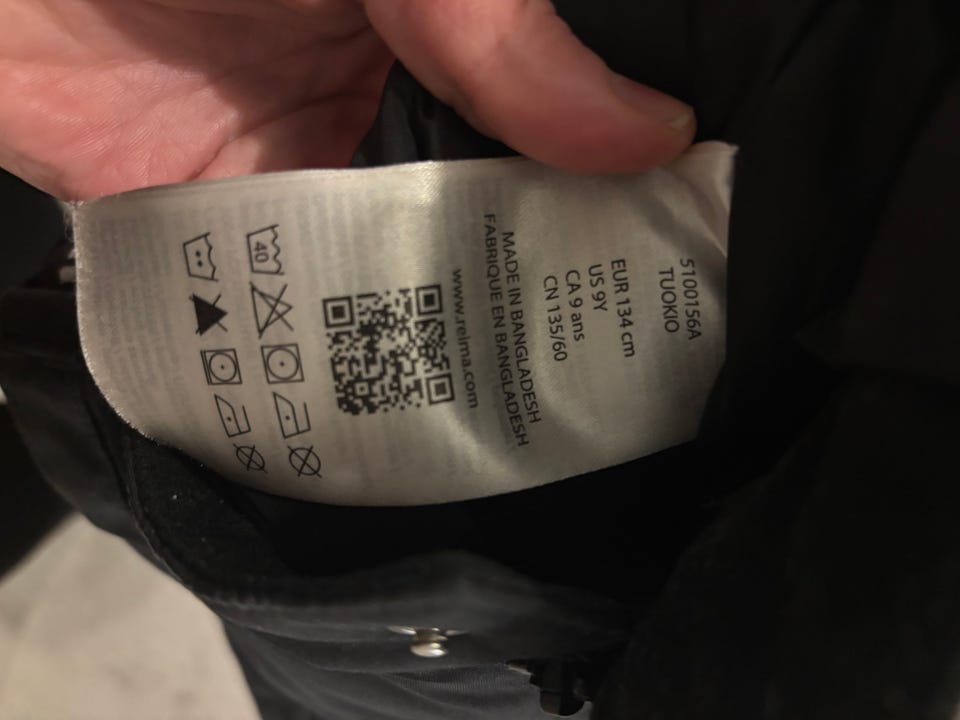 5100156A
TUOKIO
EUR 134 cm
US 9Y
CA 9 ans
CN 135/60
MADE IN BANGLADESH
FABRIQUE EN BANGLADESH
www.reima.com
40